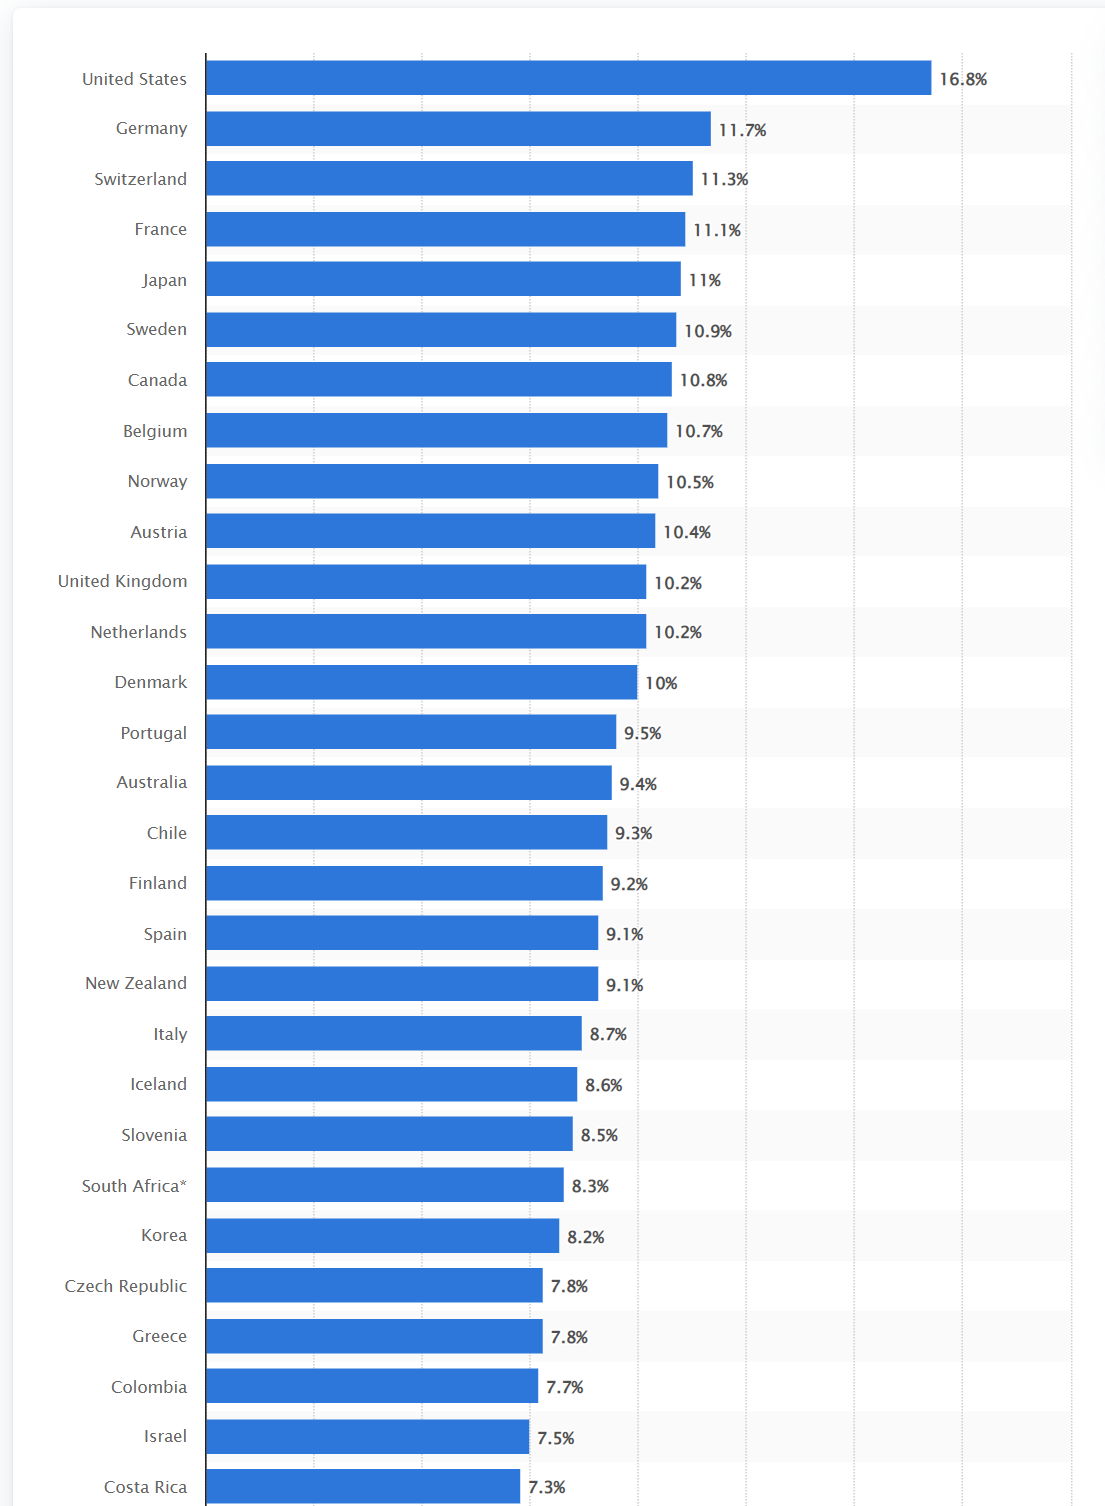 United States 16.8%
Germany 11.7%
Switzerland 11.3%
France 11.1%
Japan 11%
Sweden 10.9%
Canada 10.8%
Belgium 10.7%
Norway 10.5%
Austria 10.4%
United Kingdom 10.2%
Netherlands 10.2%
Denmark 10%
Portugal 9.5%
Australia 9.4%
Chile 9.3%
Finland 9.2%
Spain 9.1%
New Zealand 9.1%
Italy 8.7%
Iceland 8.6%
Slovenia 8.5%
South Africa* 8.3%
Korea 8.2%
Czech Republic 7.8%
Greece 7.8%
Colombia 7.7%
Israel 7.5%
Costa Rica 7.3%